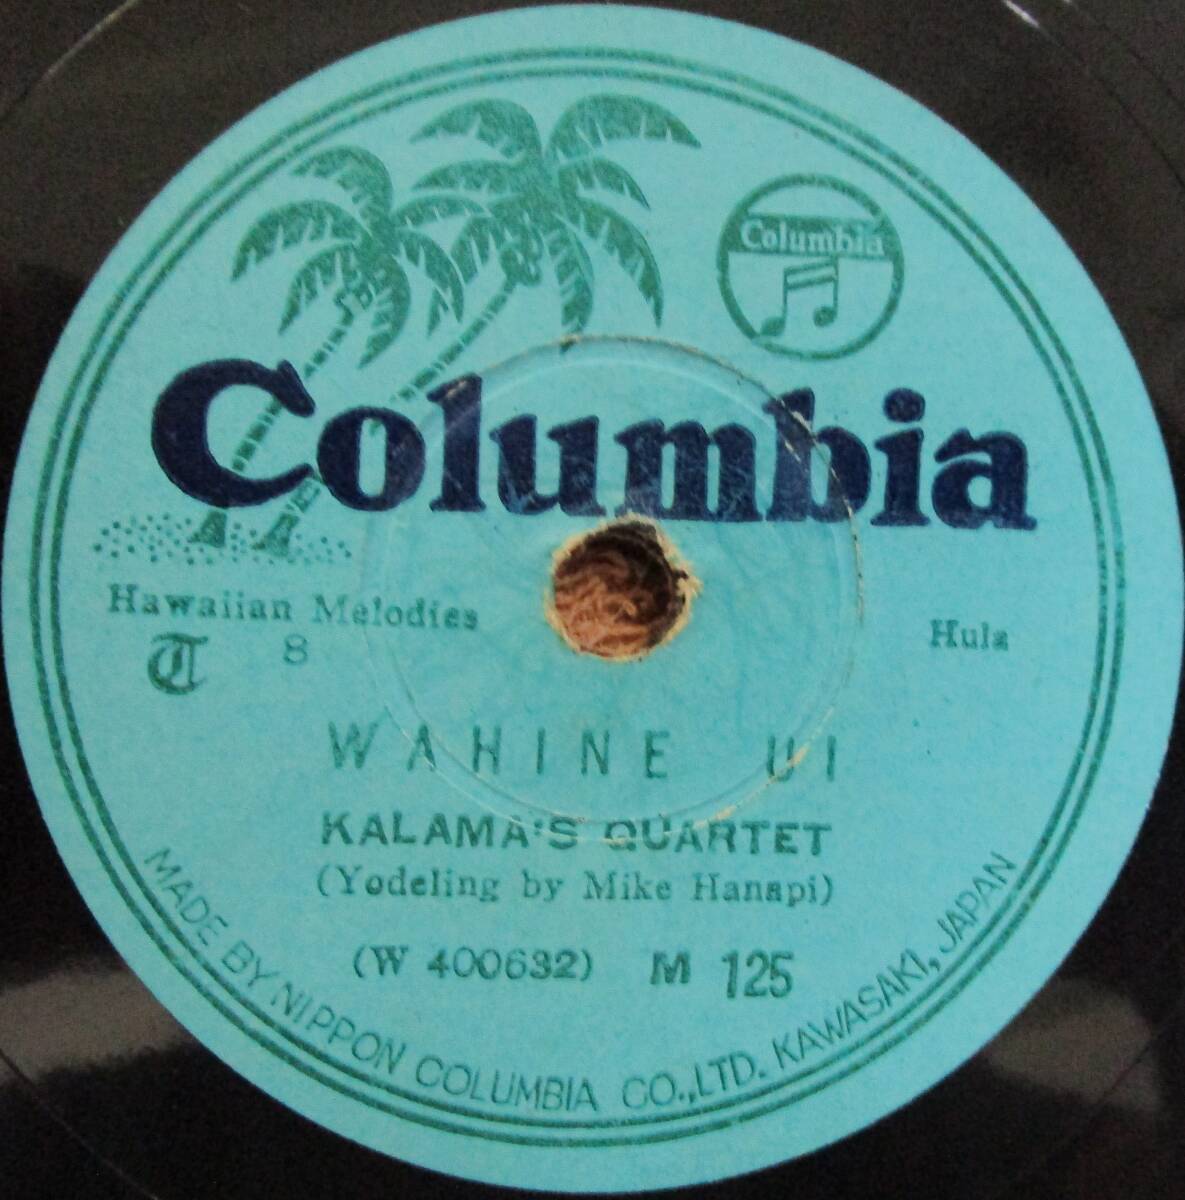 Columbia
Columbia
Hawaiian Melodies
T 8
Hula
WAHINE UI
KALAMA'S QUARTET
(Yodeling by Mike Hanapi)
(W 400632) M 125
MADE BY NIPPON COLUMBIA CO., LTD. KAWASAKI, JAPAN